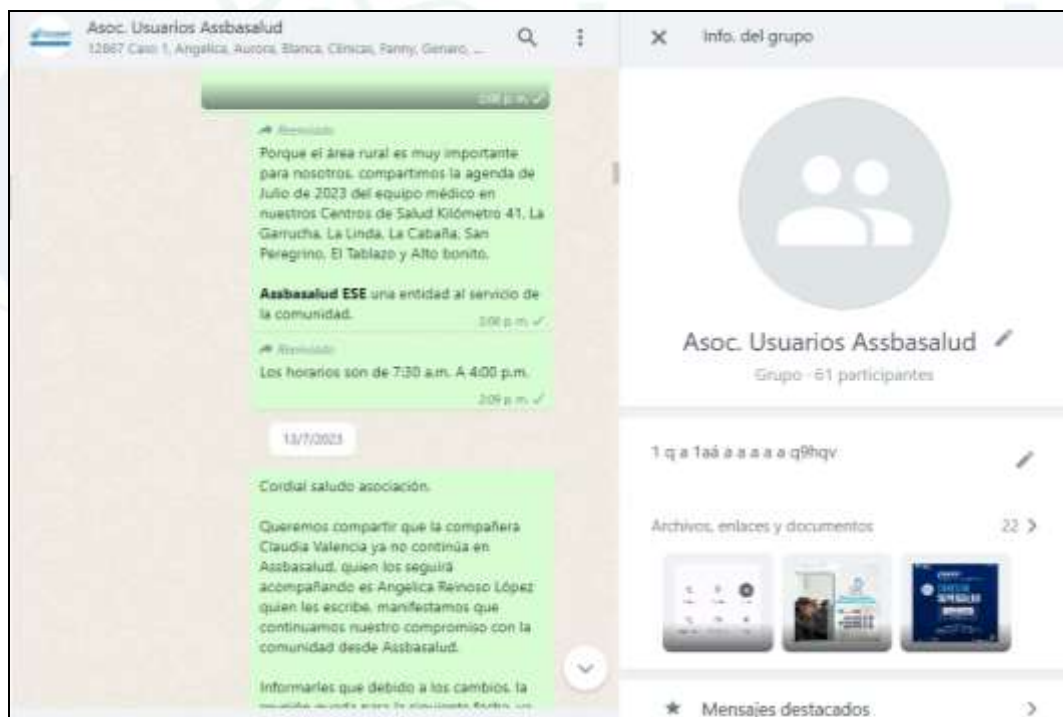 Asoc. Usuarios Assbasalud
12867 Caso 1, Angelica, Aurora, Blanca, Clinicas, Fanny, Genaro, ...
2:08 p. m.
Reenviado
Porque el área rural es muy importante
para nosotros, compartimos la agenda de
Julio de 2023 del equipo médico en
nuestros Centros de Salud Kilómetro 41, La
Garrucha, La Linda, La Cabaña, San
Peregrino, El Tablazo y Alto bonito.
Assbasalud ESE una entidad al servicio de
la comunidad.
2:08 p. m.
Reenviado
Los horarios son de 7:30 a.m. A 4:00 p.m.
2:09 p. m.
13/7/2023
Cordial saludo asociación.
Queremos compartir que la compañera
Claudia Valencia ya no continúa en
Assbasalud, quien los seguirá
acompañando es Angelica Reinoso López
quien les escribe, manifestamos que
continuamos nuestro compromiso con la
comunidad desde Assbasalud.
Informarles que debido a los cambios, la
reunión queda para la siguiente fecha, ya
Info. del grupo
Asoc. Usuarios Assbasalud
Grupo · 61 participantes
1 q a 1aá a a a a a q9hqv
Archivos, enlaces y documentos
22
Mensajes destacados